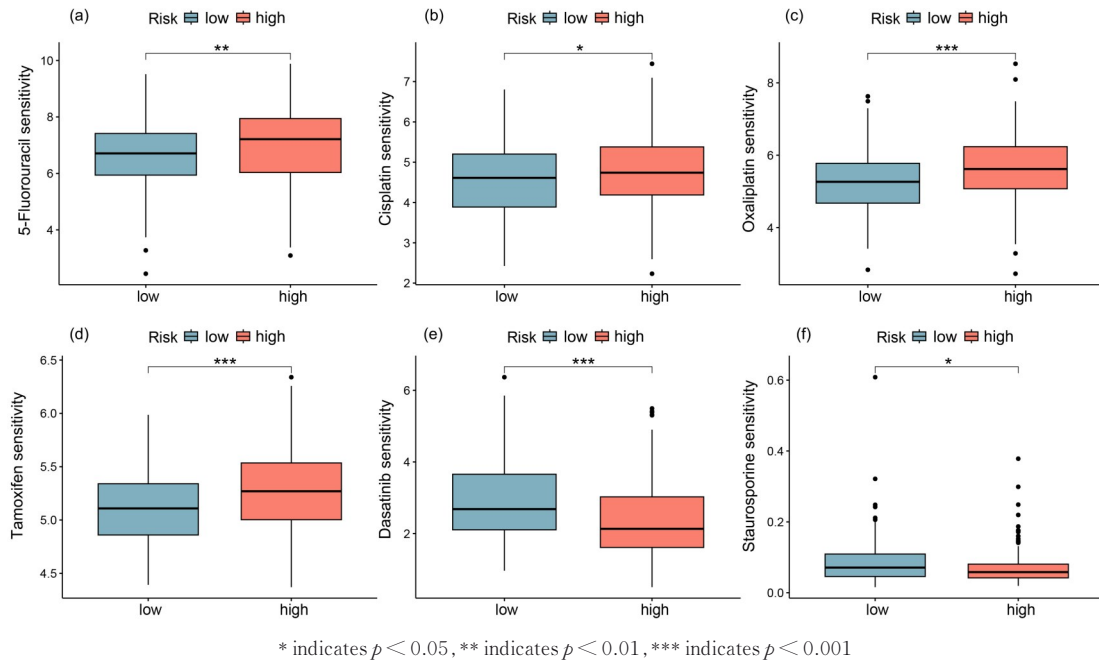 (a) Risk low high
**
5-Fluorouracil sensitivity
10
8
6
4
low high
(b) Risk low high
*
Cisplatin sensitivity
7
6
5
4
3
2
low high
(c) Risk low high
***
Oxaliplatin sensitivity
8
6
4
low high
(d) Risk low high
***
Tamoxifen sensitivity
6.5
6.0
5.5
5.0
4.5
low high
(e) Risk low high
***
Dasatinib sensitivity
6
4
2
low high
(f) Risk low high
*
Staurosporine sensitivity
0.6
0.4
0.2
0.0
low high
* indicates p < 0.05, ** indicates p < 0.01, *** indicates p < 0.001